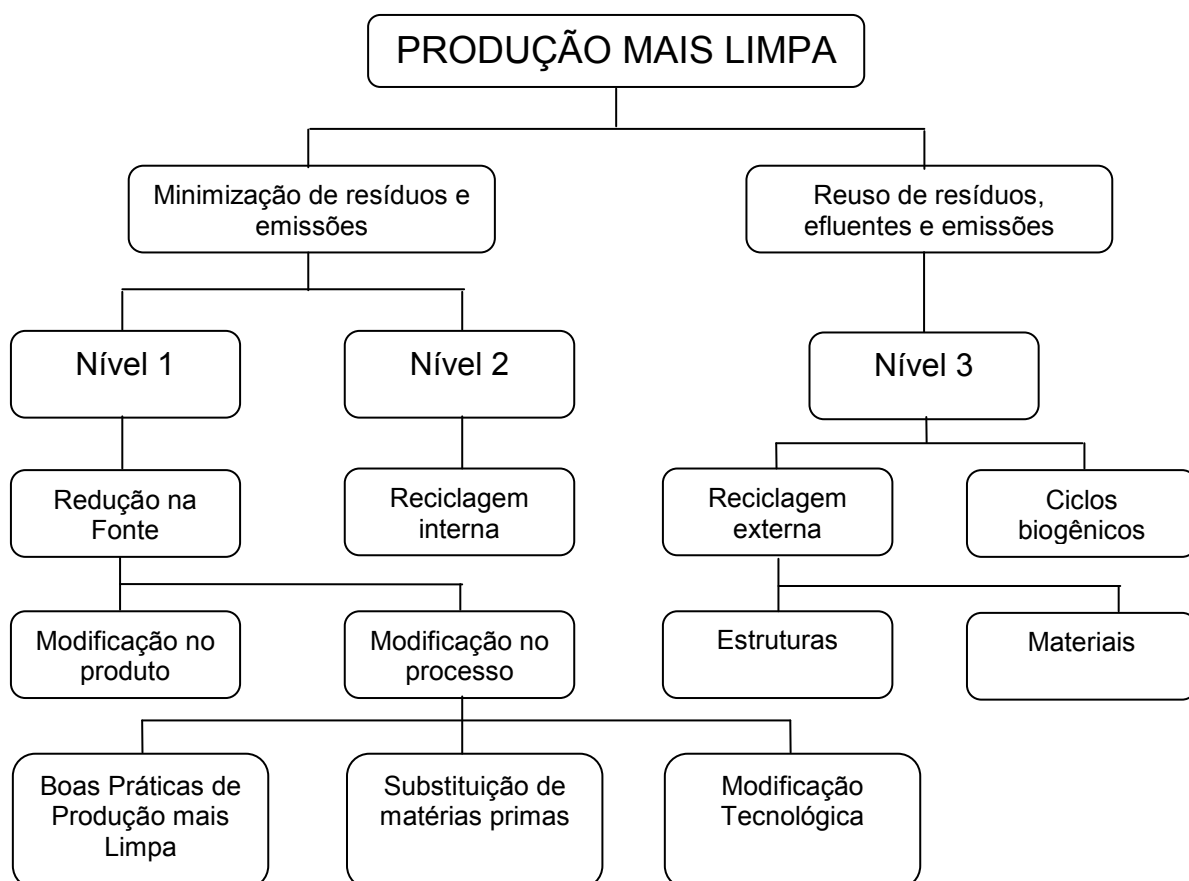 PRODUÇÃO MAIS LIMPA
Minimização de resíduos e
emissões
Reuso de resíduos,
efluentes e emissões
Nível 1
Nível 2
Nível 3
Redução na
Fonte
Reciclagem
interna
Reciclagem
externa
Ciclos
biogênicos
Modificação no
produto
Modificação no
processo
Estruturas
Materiais
Boas Práticas de
Produção mais
Limpa
Substituição de
matérias primas
Modificação
Tecnológica